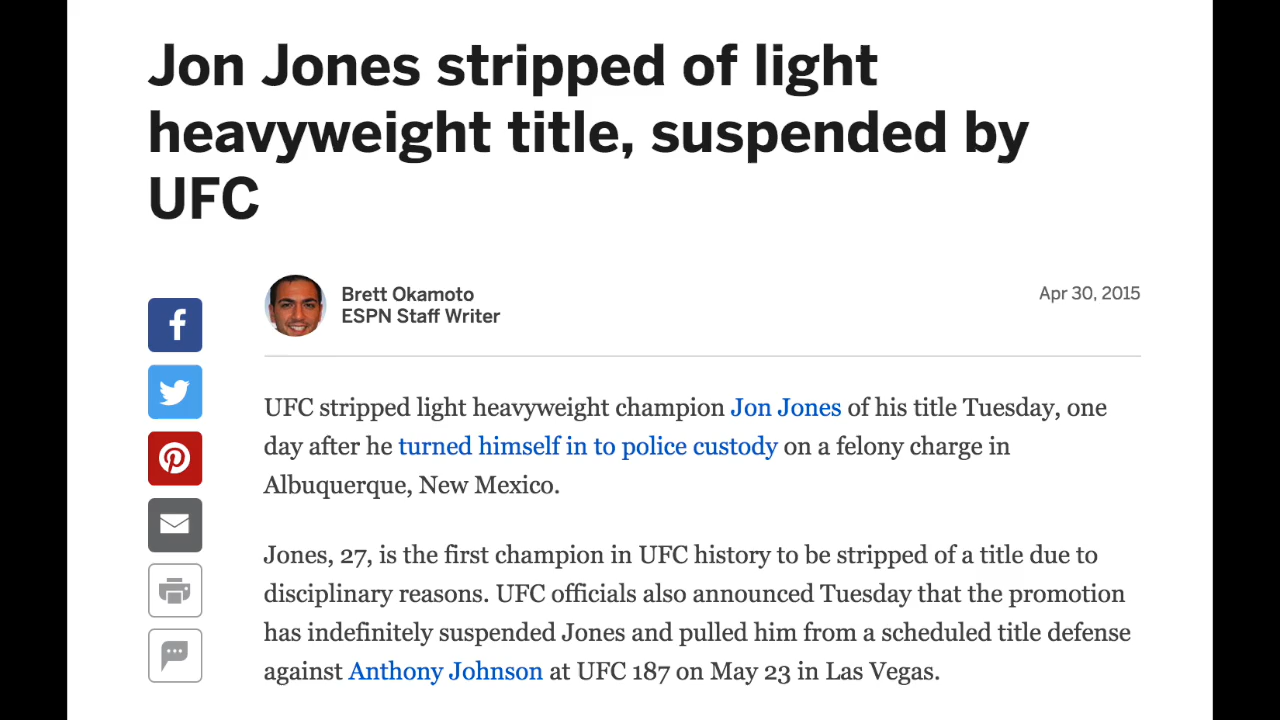 Jon Jones stripped of light
heavyweight title, suspended by
UFC
Brett Okamoto
ESPN Staff Writer
Apr 30, 2015
UFC stripped light heavyweight champion Jon Jones of his title Tuesday, one
day after he turned himself in to police custody on a felony charge in
Albuquerque, New Mexico.
Jones, 27, is the first champion in UFC history to be stripped of a title due to
disciplinary reasons. UFC officials also announced Tuesday that the promotion
has indefinitely suspended Jones and pulled him from a scheduled title defense
against Anthony Johnson at UFC 187 on May 23 in Las Vegas.